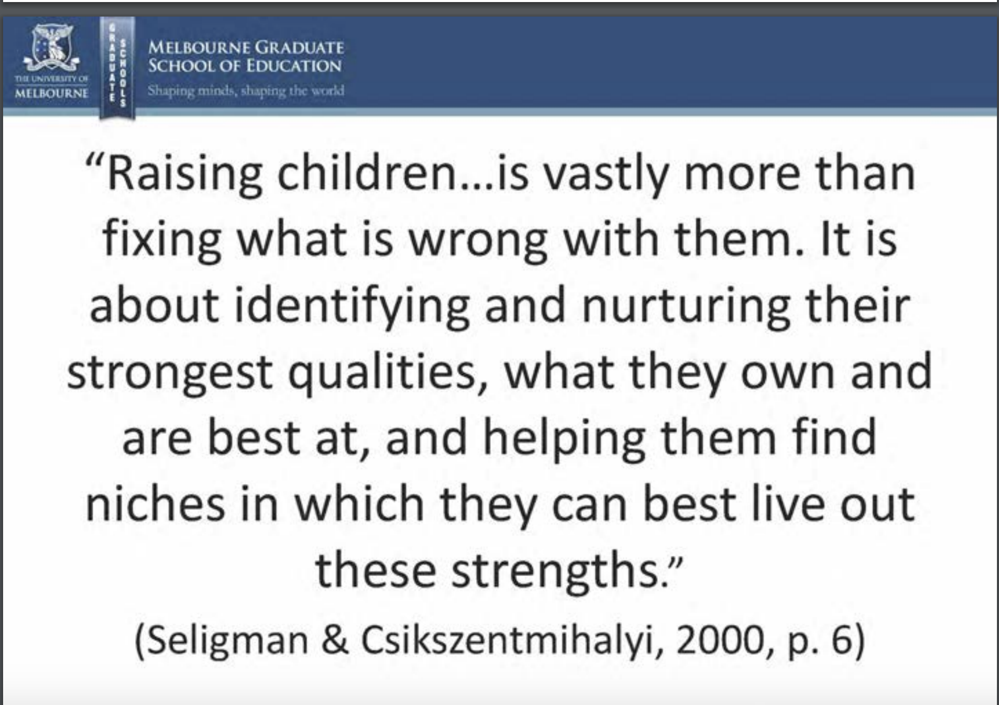 THE UNIVERSITY OF
MELBOURNE
GRADUATE
SCHOOLS
MELBOURNE GRADUATE
SCHOOL OF EDUCATION
Shaping minds, shaping the world
“Raising children...is vastly more than
fixing what is wrong with them. It is
about identifying and nurturing their
strongest qualities, what they own and
are best at, and helping them find
niches in which they can best live out
these strengths.”
(Seligman & Csikszentmihalyi, 2000, p. 6)